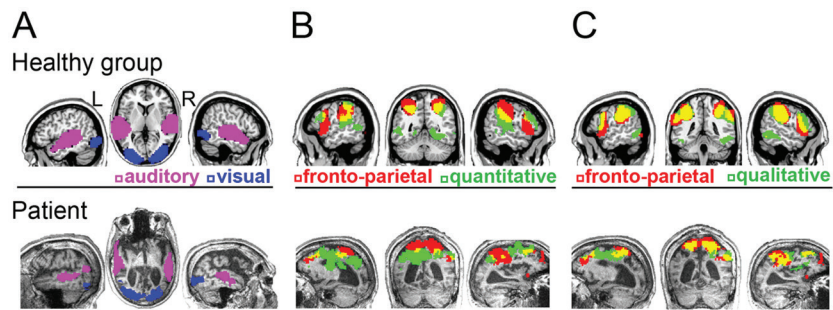 A B C
Healthy group
L R
auditory visual
fronto-parietal quantitative
fronto-parietal qualitative
Patient